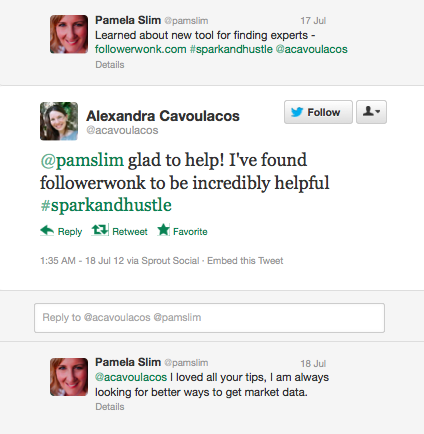 Pamela Slim @pamslim 17 Jul
Learned about new tool for finding experts -
followerwonk.com #sparkandhustle @acavoulacos
Details
Alexandra Cavoulacos
@acavoulacos
Follow
@pamslim glad to help! I've found
followerwonk to be incredibly helpful
#sparkandhustle
Reply Retweet Favorite
1:35 AM - 18 Jul 12 via Sprout Social · Embed this Tweet
Reply to @acavoulacos @pamslim
Pamela Slim @pamslim 18 Jul
@acavoulacos I loved all your tips, I am always
looking for better ways to get market data.
Details